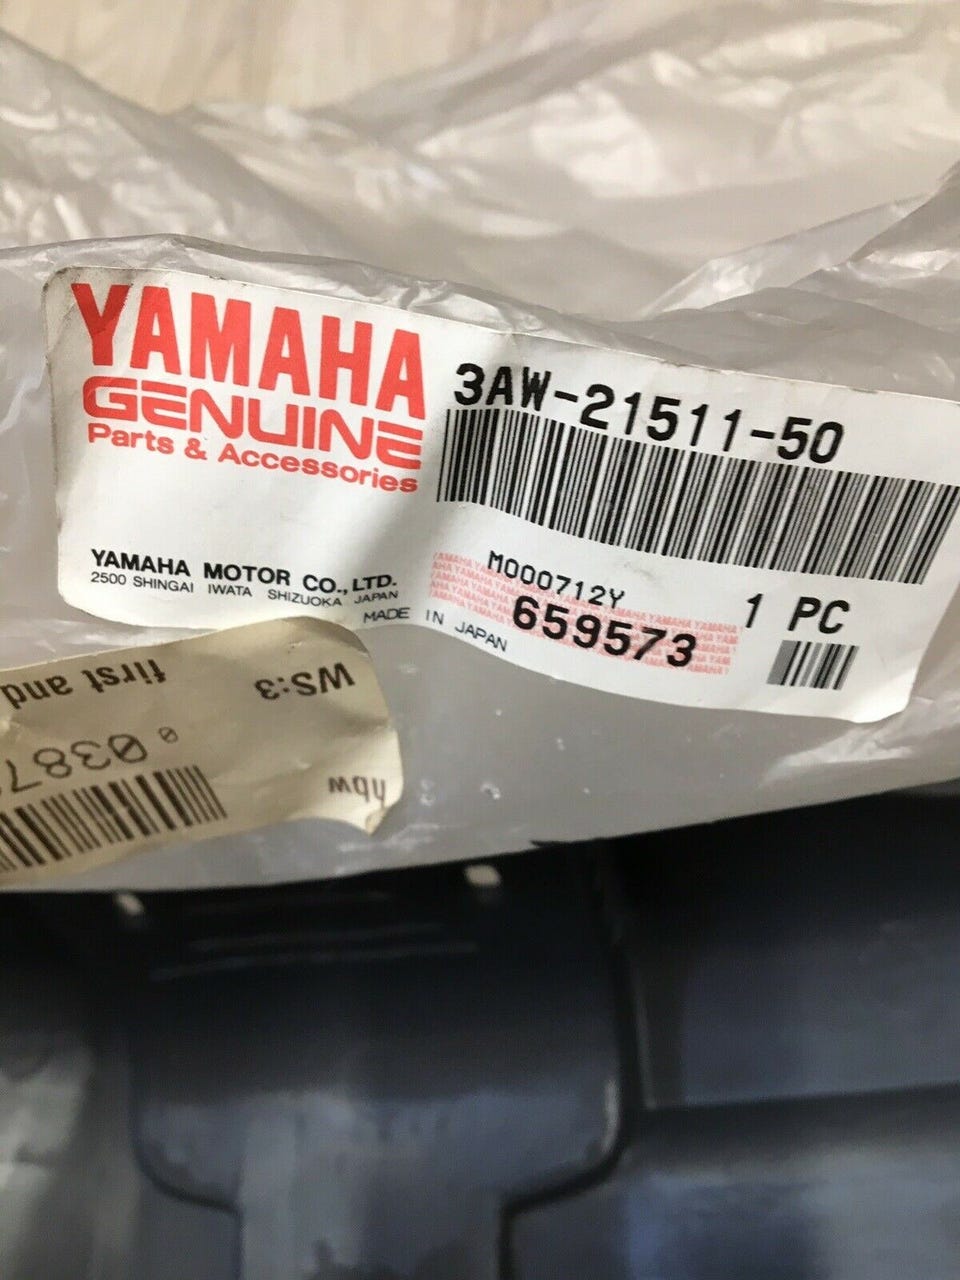 YAMAHA
GENUINE
Parts & Accessories
3AW-21511-50
YAMAHA MOTOR CO., LTD.
2500 SHINGAI IWATA SHIZUOKA JAPAN
MADE IN JAPAN
M000712Y
659573
1 PC
WS:3
first and
0387
hbw